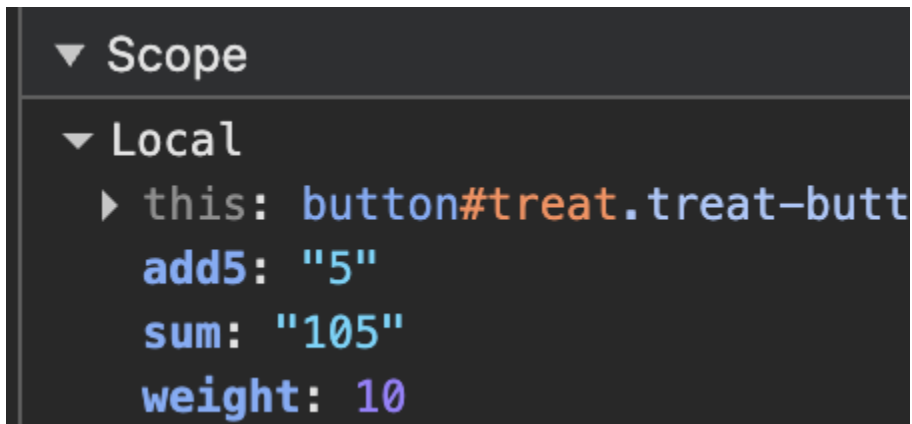 Scope
Local
this: button#treat.treat-butt
add5: "5"
sum: "105"
weight: 10